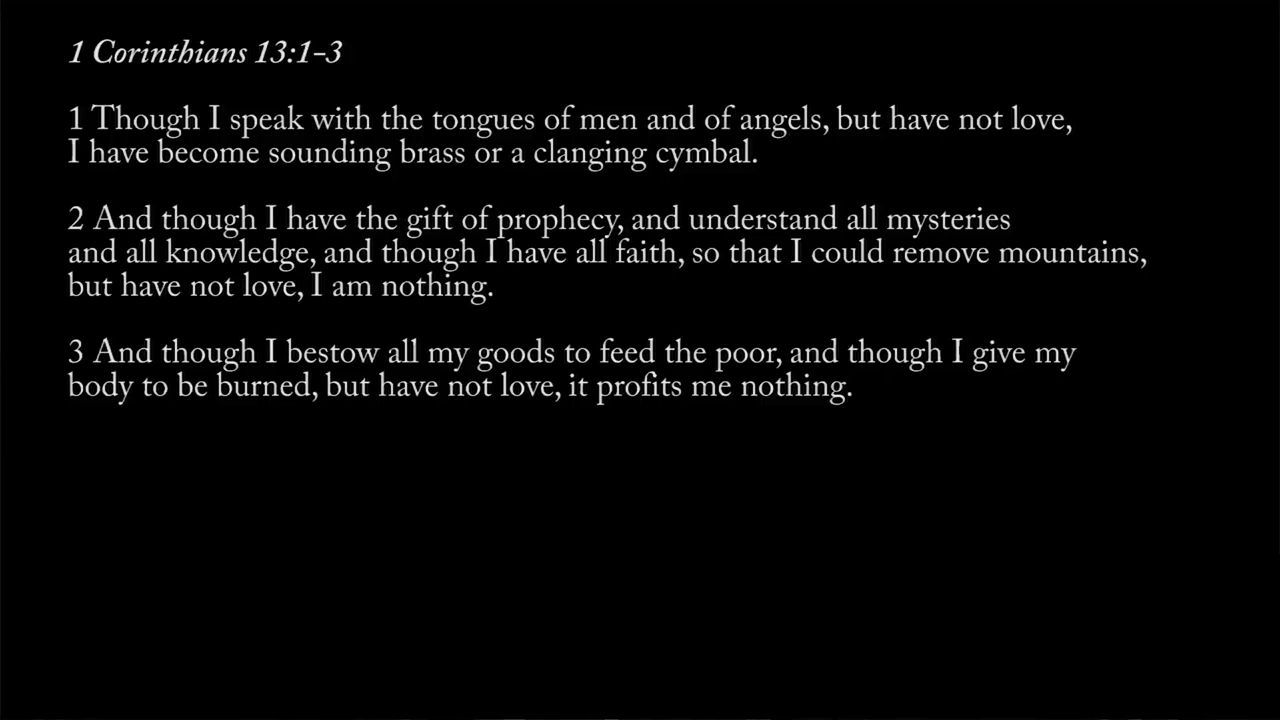 1 Corinthians 13:1-3
1 Though I speak with the tongues of men and of angels, but have not love,
I have become sounding brass or a clanging cymbal.
2 And though I have the gift of prophecy, and understand all mysteries
and all knowledge, and though I have all faith, so that I could remove mountains,
but have not love, I am nothing.
3 And though I bestow all my goods to feed the poor, and though I give my
body to be burned, but have not love, it profits me nothing.